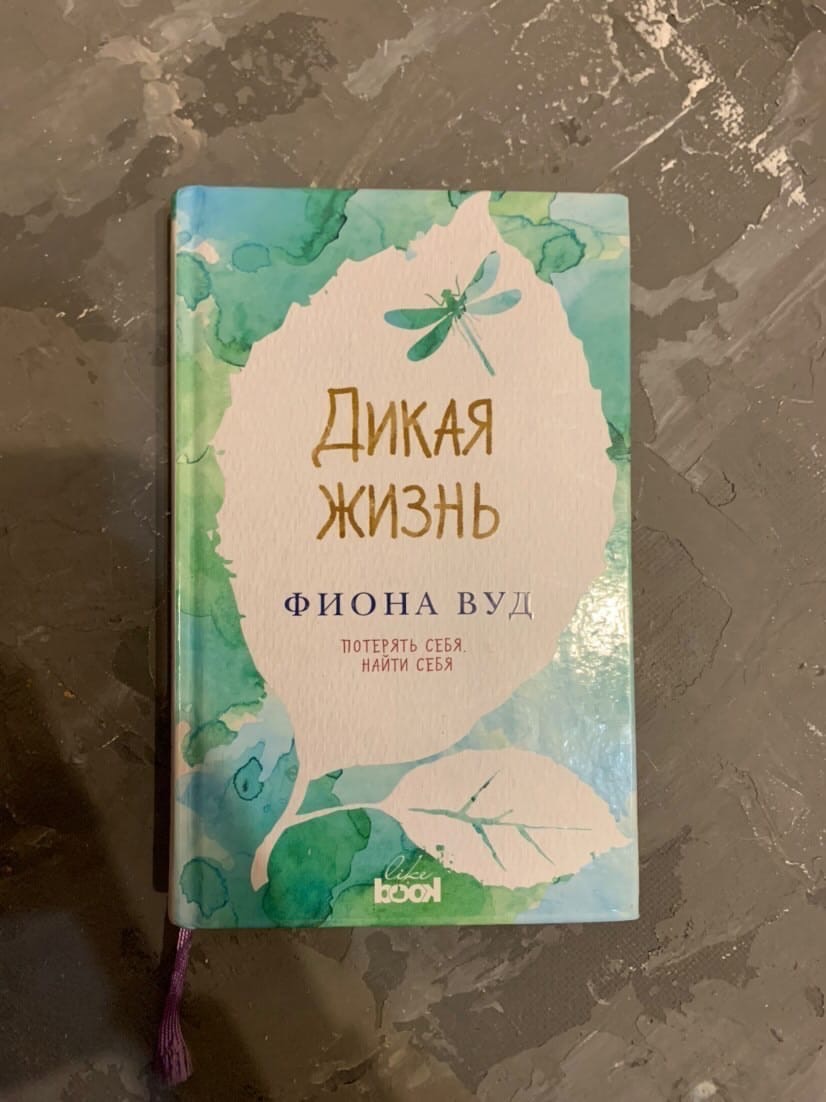 Дикая
жизнь
ФИОНА ВУД
ПОТЕРЯТЬ СЕБЯ.
НАЙТИ СЕБЯ
like
book